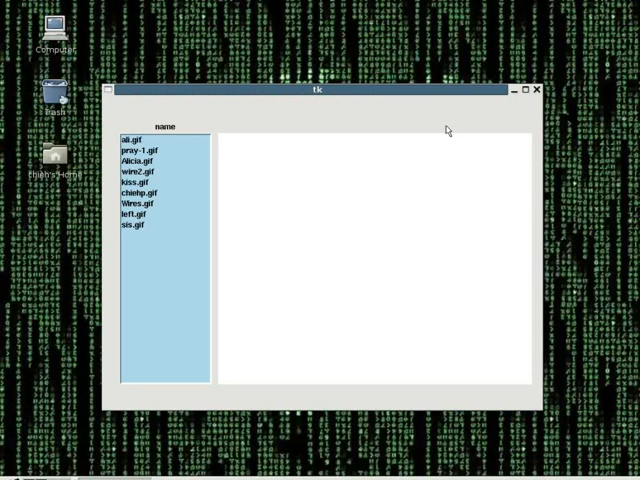 Computer
Trash
chieh's Home
tk
name
ali.gif
pray-1.gif
Alicia.gif
wire2.gif
kiss.gif
chiehp.gif
Wires.gif
left.gif
sis.gif